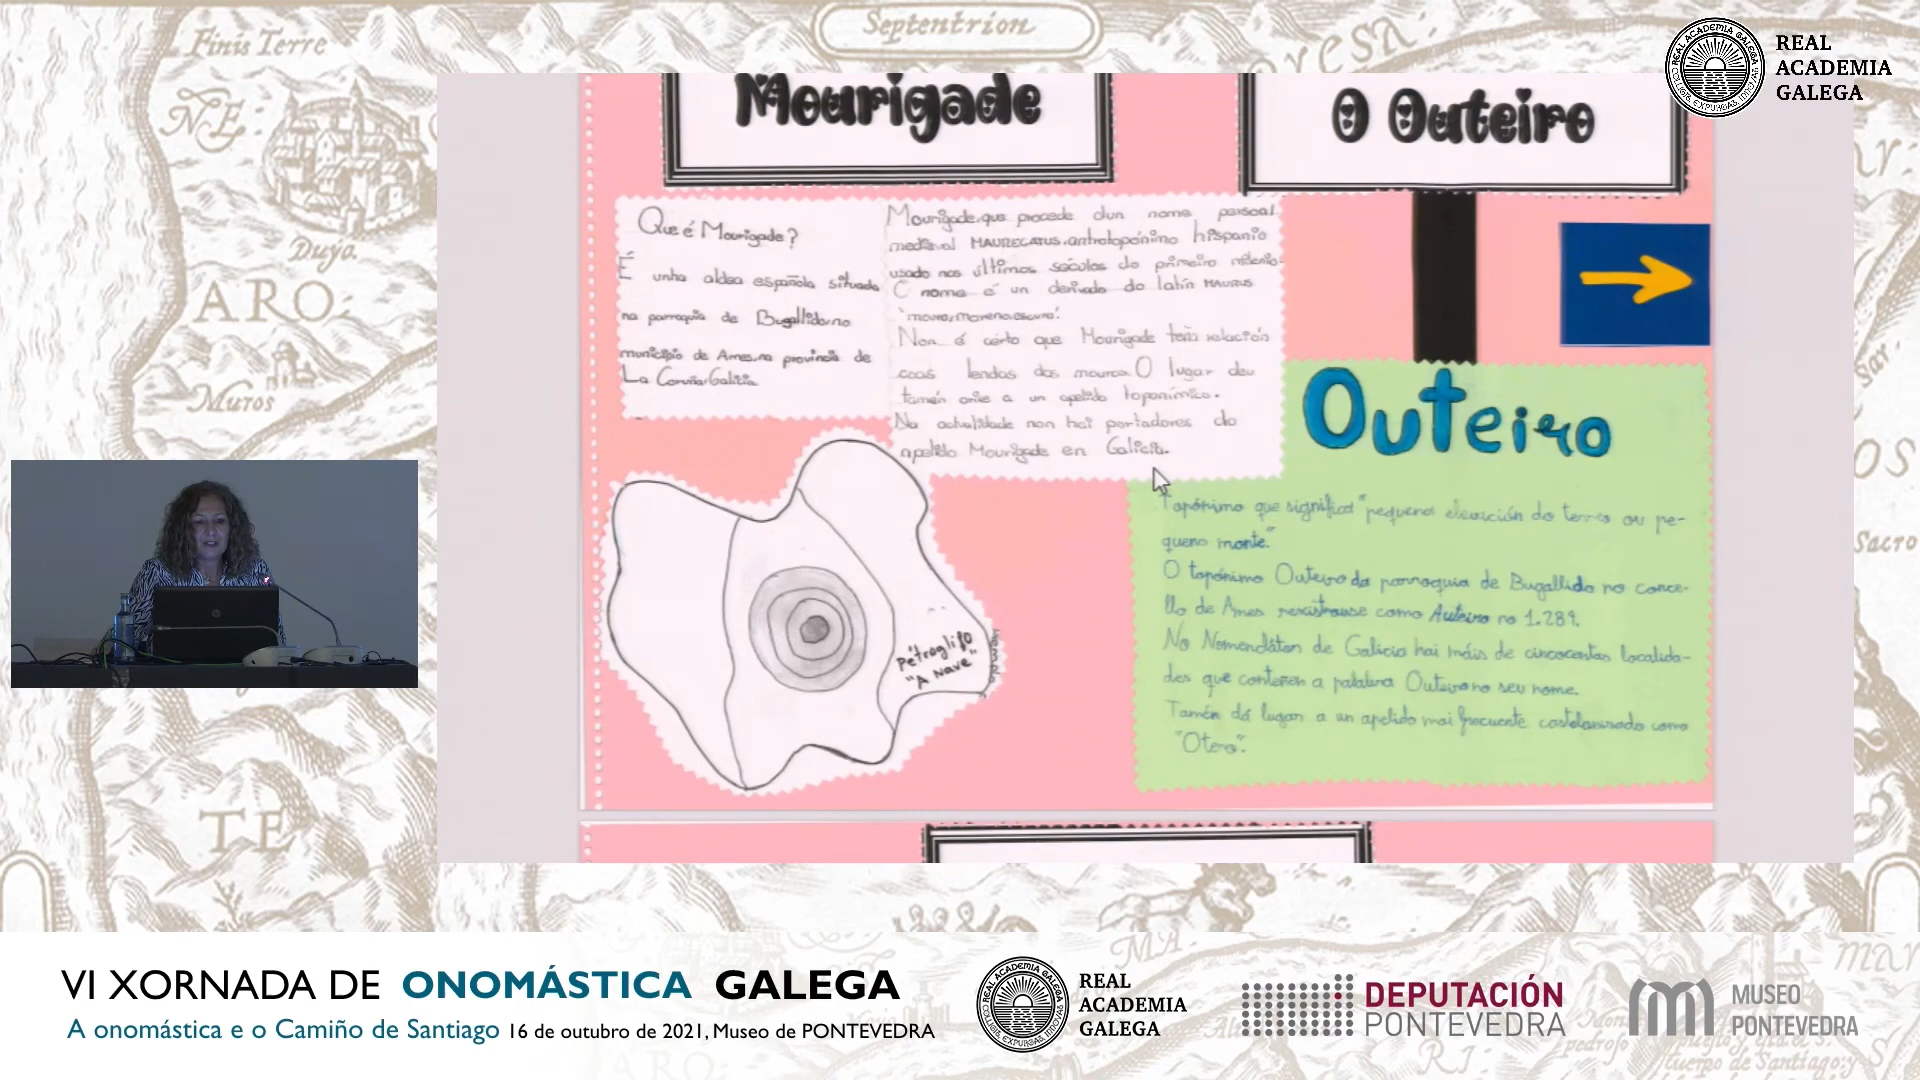 Finis Terre
Septentrion
NE
Duyo
ARO
Muros
TE
REAL
ACADEMIA
GALEGA
Mourigade
O Outeiro
Que é Mourigade?
É unha aldea española situada
na parroquia de Bugallido, no
municipio de Ames, na provincia de
La Coruña, Galicia
Mourigade, que procede dun nome persoal
medieval MAURECATUS, antropónimo hispanio
usado nos últimos séculos do primeiro milenio.
O nome é un derivado do latín MAURUS
'mouro, moreno, escuro'.
Non é certo que Mourigade teña relación
coas lendas dos mouros. O lugar deu
tamén orixe a un apelido toponímico.
Na actualidade non hai portadores do
apelido Mourigade en Galicia.
Petroglifo
"A Nave"
Outeiro
Topónimo que significa "pequena elevación do terreo ou pe-
queno monte."
O topónimo Outeiro da parroquia de Bugallido no conce-
llo de Ames rexistrouse como Auteiro no 1.289.
No Nomenclátor de Galicia hai máis de cincocentas localida-
des que conteñen a palabra Outeiro no seu nome.
Tamén dá lugar a un apelido moi frecuente castelanizado como
"Otero".
VI XORNADA DE ONOMÁSTICA GALEGA
A onomástica e o Camiño de Santiago 16 de outubro de 2021, Museo de PONTEVEDRA
REAL
ACADEMIA
GALEGA
DEPUTACIÓN
PONTEVEDRA
MUSEO
PONTEVEDRA